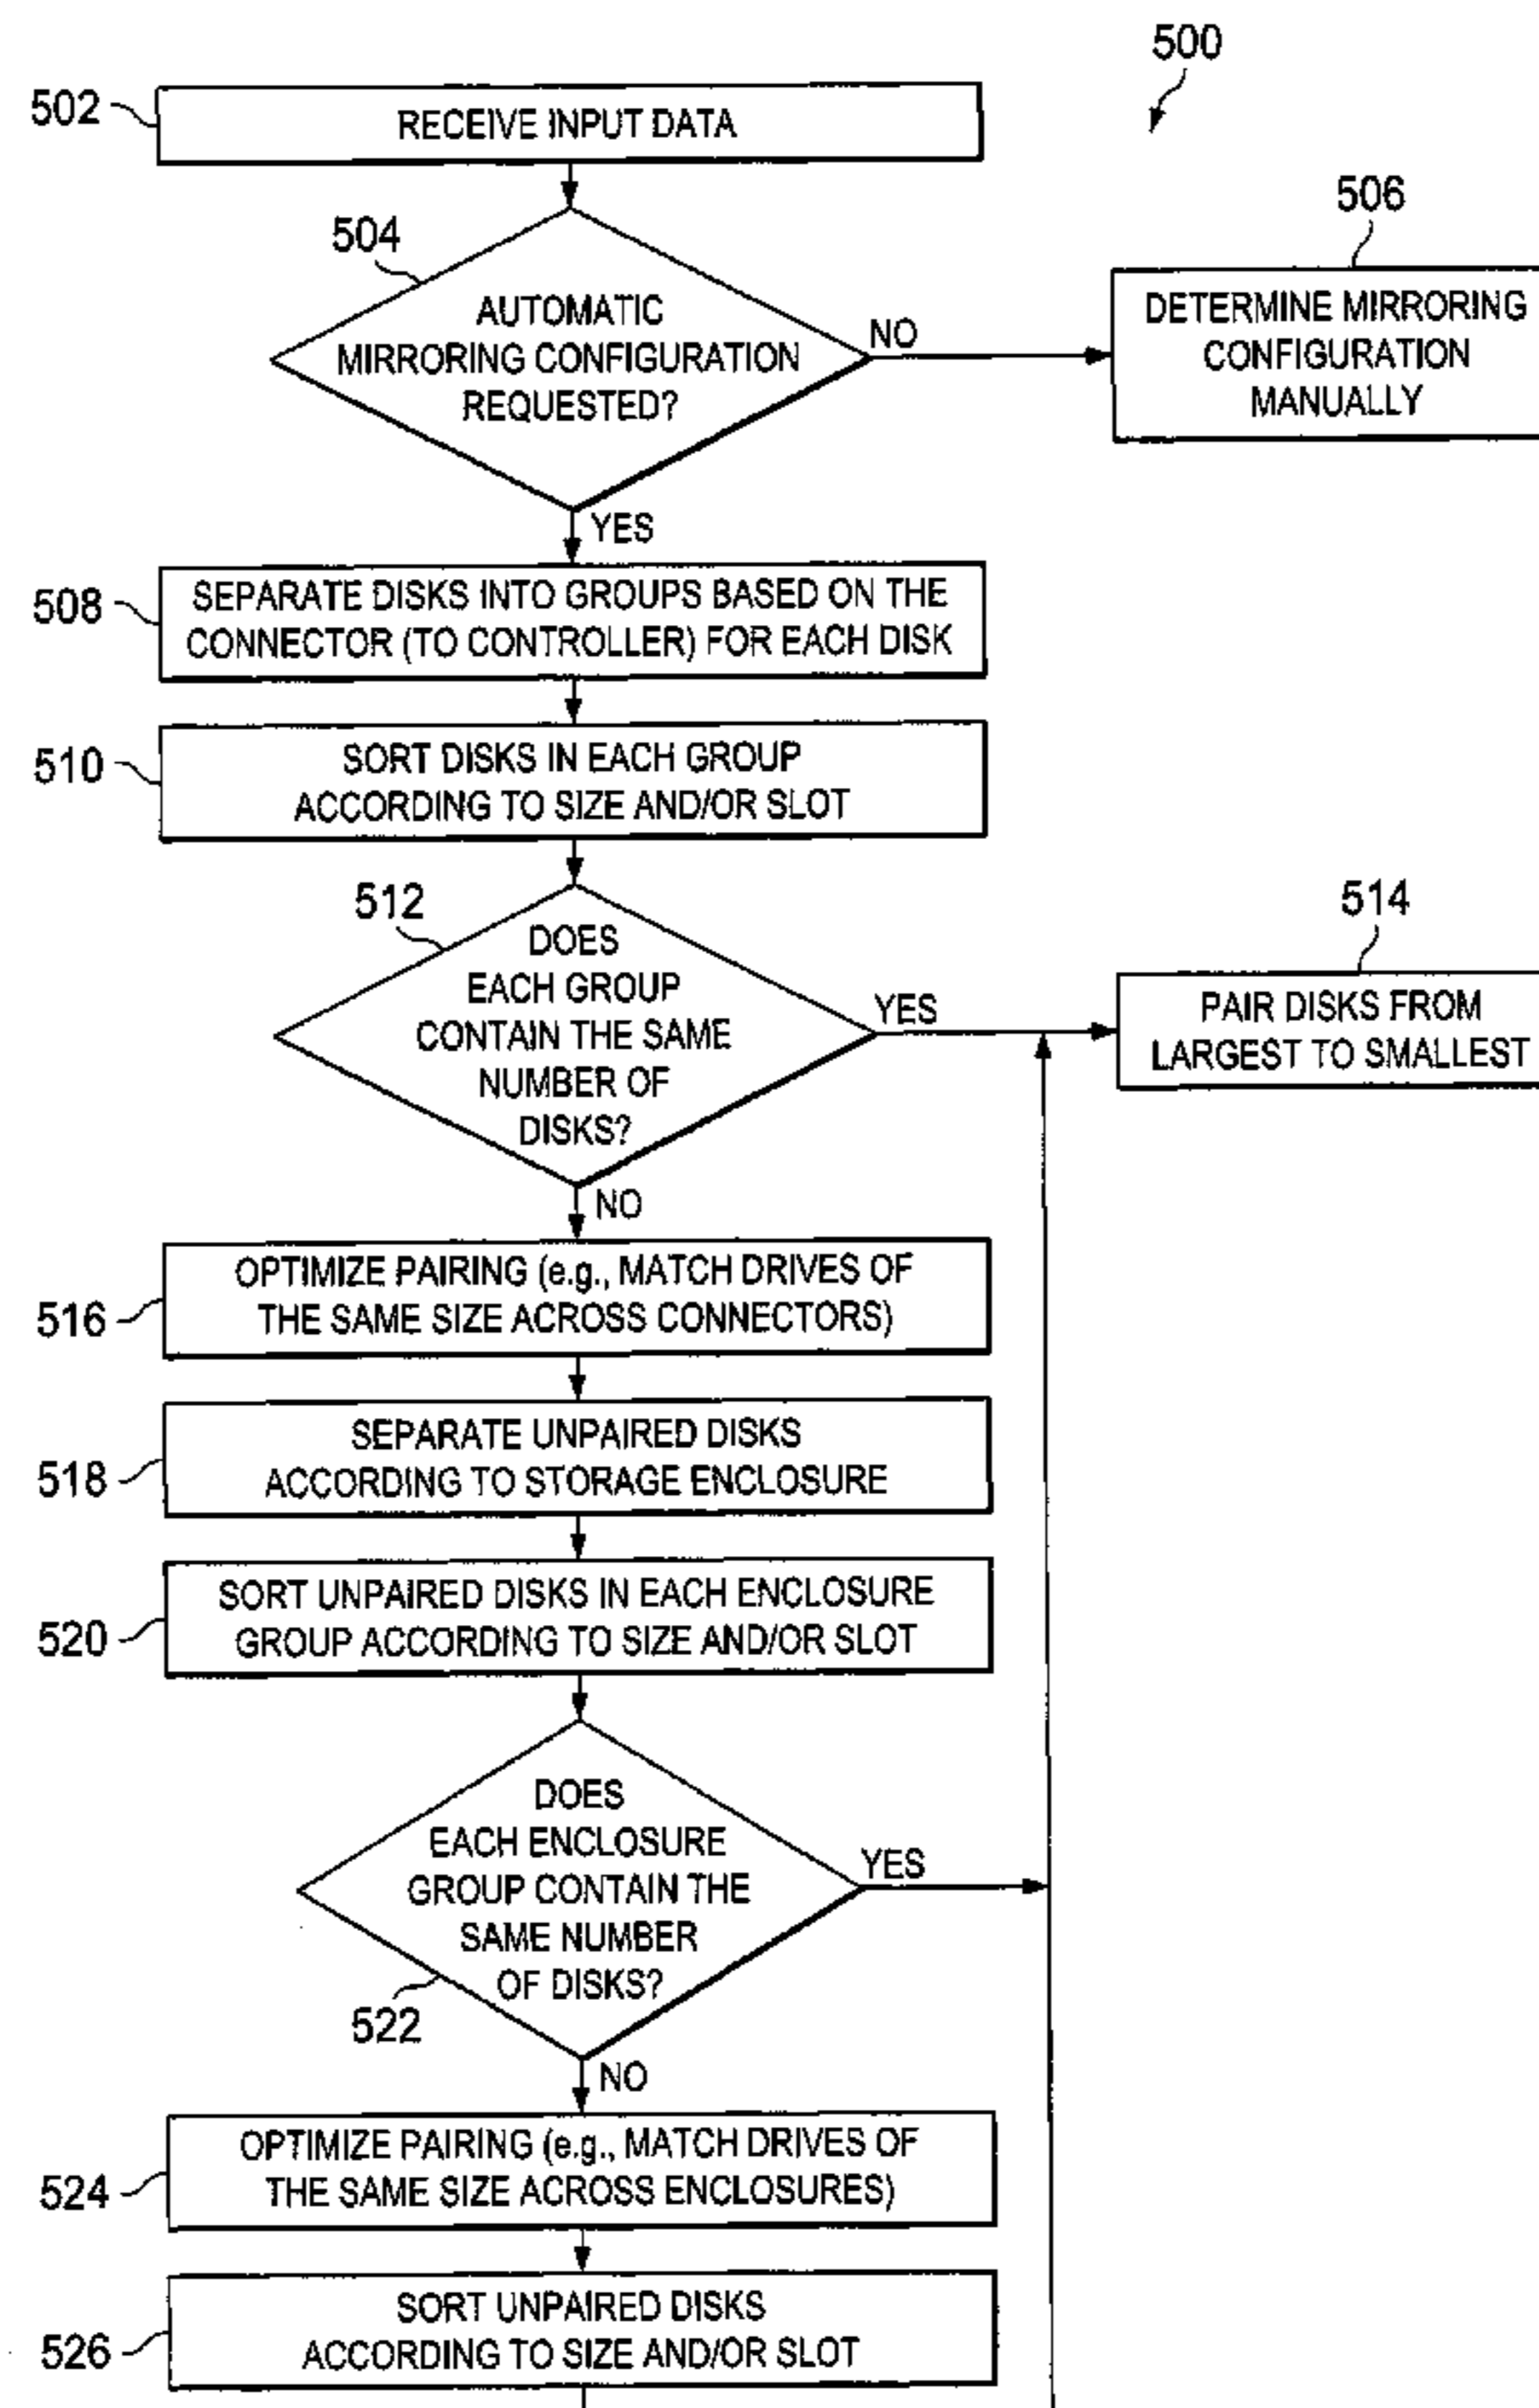 500
502
RECEIVE INPUT DATA
504
AUTOMATIC
MIRRORING CONFIGURATION
REQUESTED?
NO
506
DETERMINE MIRRORING
CONFIGURATION
MANUALLY
YES
508
SEPARATE DISKS INTO GROUPS BASED ON THE
CONNECTOR (TO CONTROLLER) FOR EACH DISK
510
SORT DISKS IN EACH GROUP
ACCORDING TO SIZE AND/OR SLOT
512
DOES
EACH GROUP
CONTAIN THE SAME
NUMBER OF
DISKS?
YES
514
PAIR DISKS FROM
LARGEST TO SMALLEST
NO
516
OPTIMIZE PAIRING (e.g., MATCH DRIVES OF
THE SAME SIZE ACROSS CONNECTORS)
518
SEPARATE UNPAIRED DISKS
ACCORDING TO STORAGE ENCLOSURE
520
SORT UNPAIRED DISKS IN EACH ENCLOSURE
GROUP ACCORDING TO SIZE AND/OR SLOT
DOES
EACH ENCLOSURE
GROUP CONTAIN THE
SAME NUMBER
OF DISKS?
YES
522
NO
524
OPTIMIZE PAIRING (e.g., MATCH DRIVES OF
THE SAME SIZE ACROSS ENCLOSURES)
526
SORT UNPAIRED DISKS
ACCORDING TO SIZE AND/OR SLOT